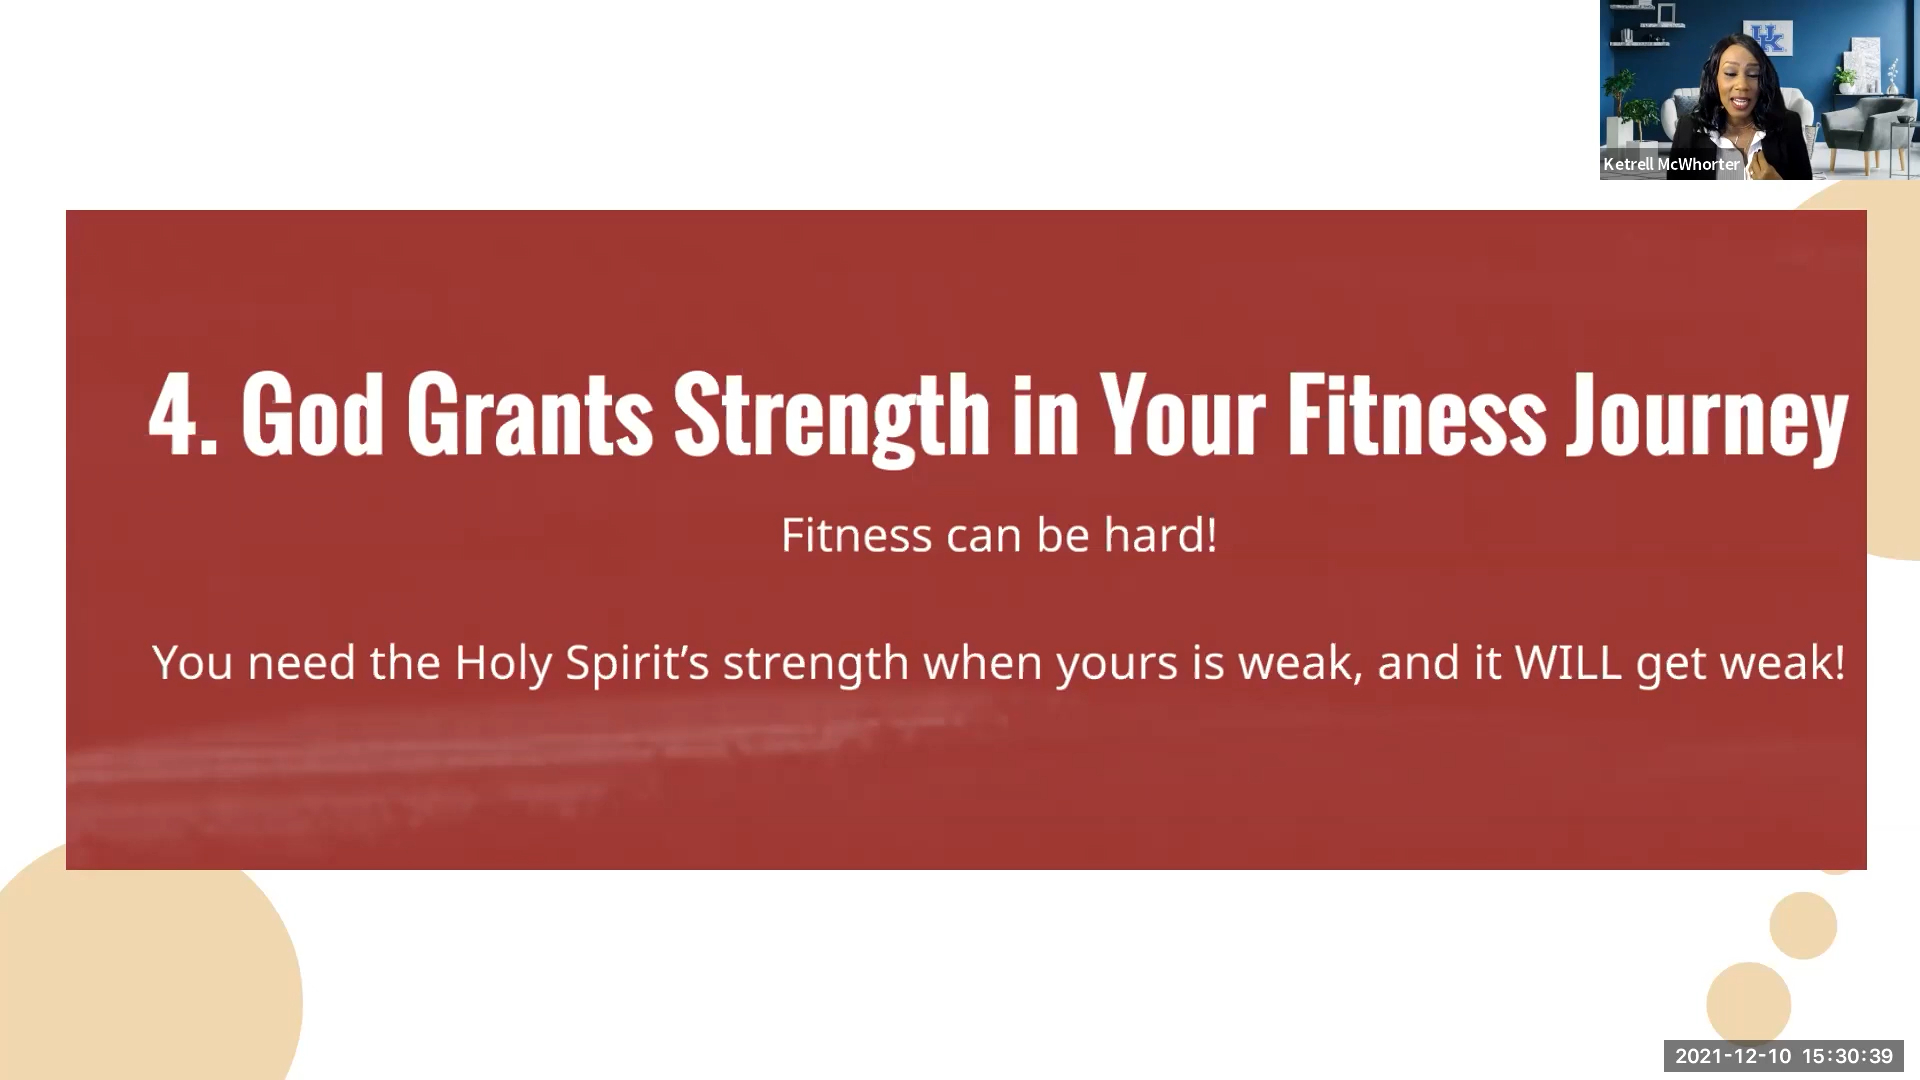 UK
Ketrell McWhorter
4. God Grants Strength in Your Fitness Journey
Fitness can be hard!
You need the Holy Spirit’s strength when yours is weak, and it WILL get weak!
2021-12-10 15:30:39